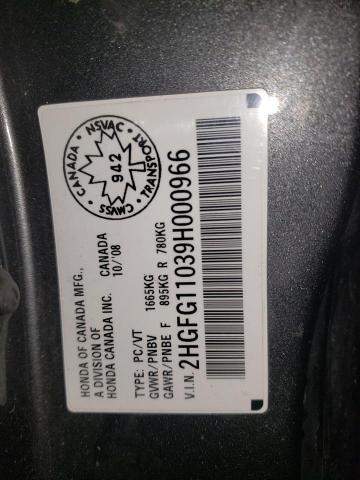 HONDA OF CANADA MFG.,
A DIVISION OF CANADA
HONDA CANADA INC. 10/'08
TYPE: PC/VT
GVWR/PNBV 1665KG
GAWR/PNBE F 895KG R 780KG
V.I.N. 2HGFG11039H000966
CANADA NSVAC
942
CMVSS TRANSPORT